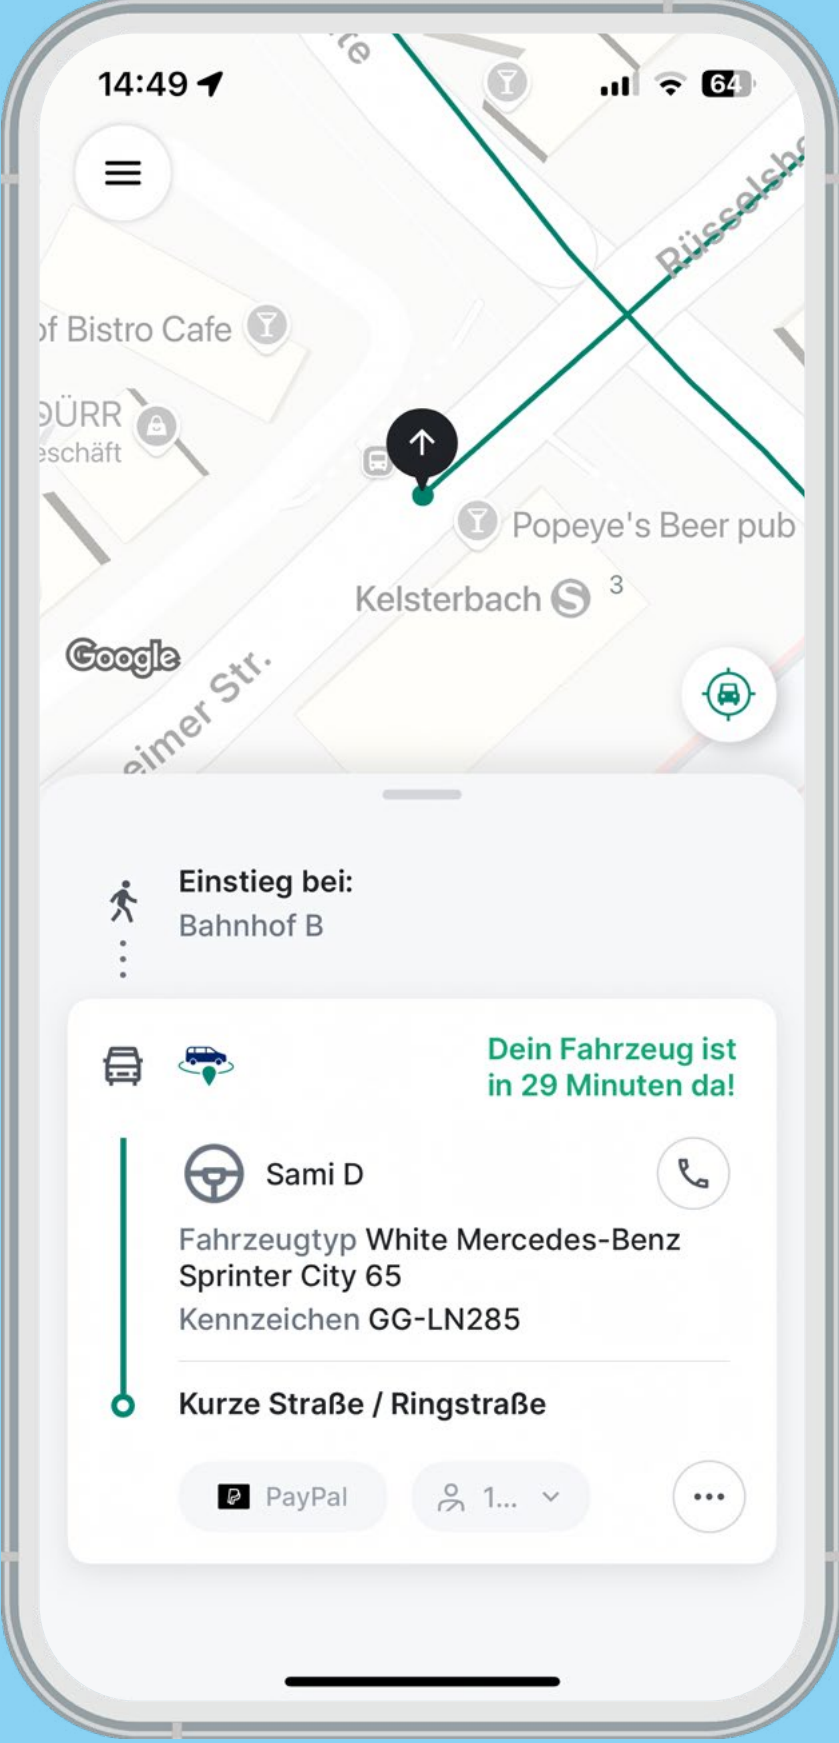 14:49
64
Rüsselshe
of Bistro Cafe
DÜRR
eschäft
Popeye's Beer pub
Kelsterbach S 3
Google
eimer Str.
Einstieg bei:
Bahnhof B
Dein Fahrzeug ist
in 29 Minuten da!
Sami D
Fahrzeugtyp White Mercedes-Benz
Sprinter City 65
Kennzeichen GG-LN285
Kurze Straße / Ringstraße
PayPal
1...